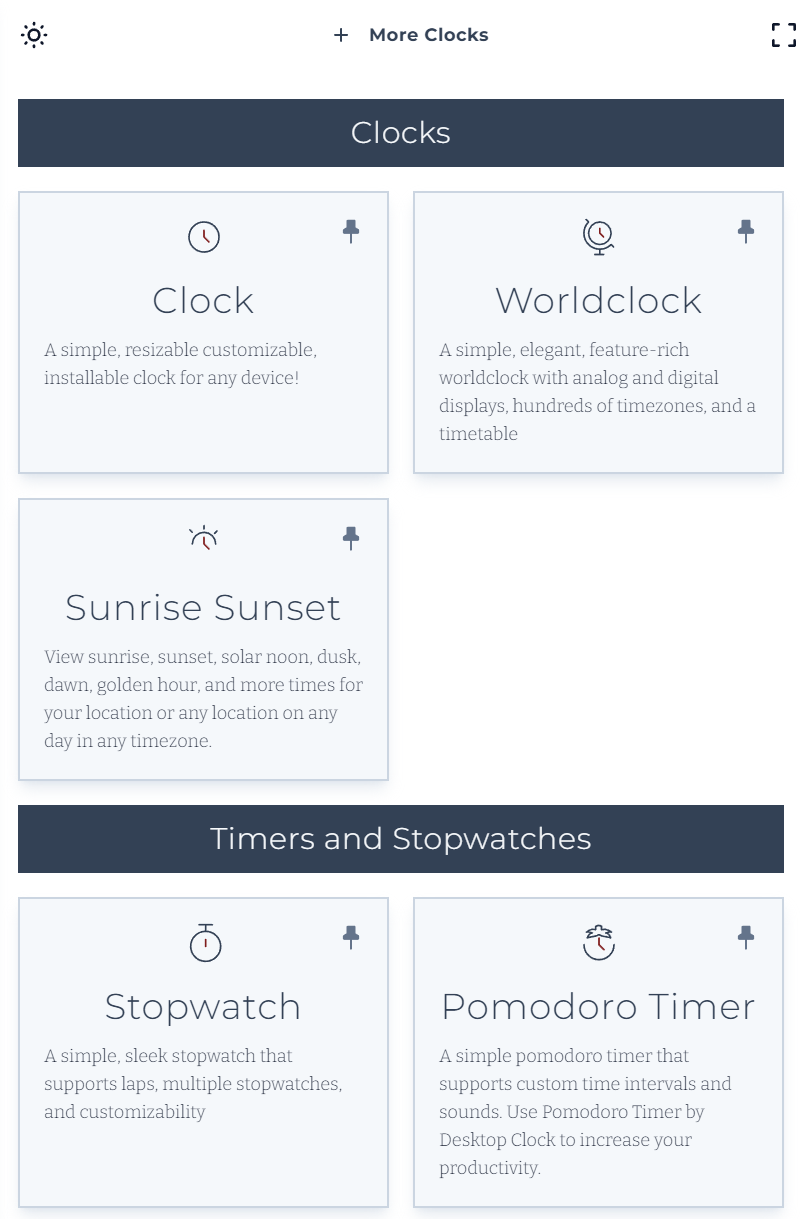 More Clocks
Clocks
Clock
A simple, resizable customizable,
installable clock for any device!
Worldclock
A simple, elegant, feature-rich
worldclock with analog and digital
displays, hundreds of timezones, and a
timetable
Sunrise Sunset
View sunrise, sunset, solar noon, dusk,
dawn, golden hour, and more times for
your location or any location on any
day in any timezone.
Timers and Stopwatches
Stopwatch
A simple, sleek stopwatch that
supports laps, multiple stopwatches,
and customizability
Pomodoro Timer
A simple pomodoro timer that
supports custom time intervals and
sounds. Use Pomodoro Timer by
Desktop Clock to increase your
productivity.